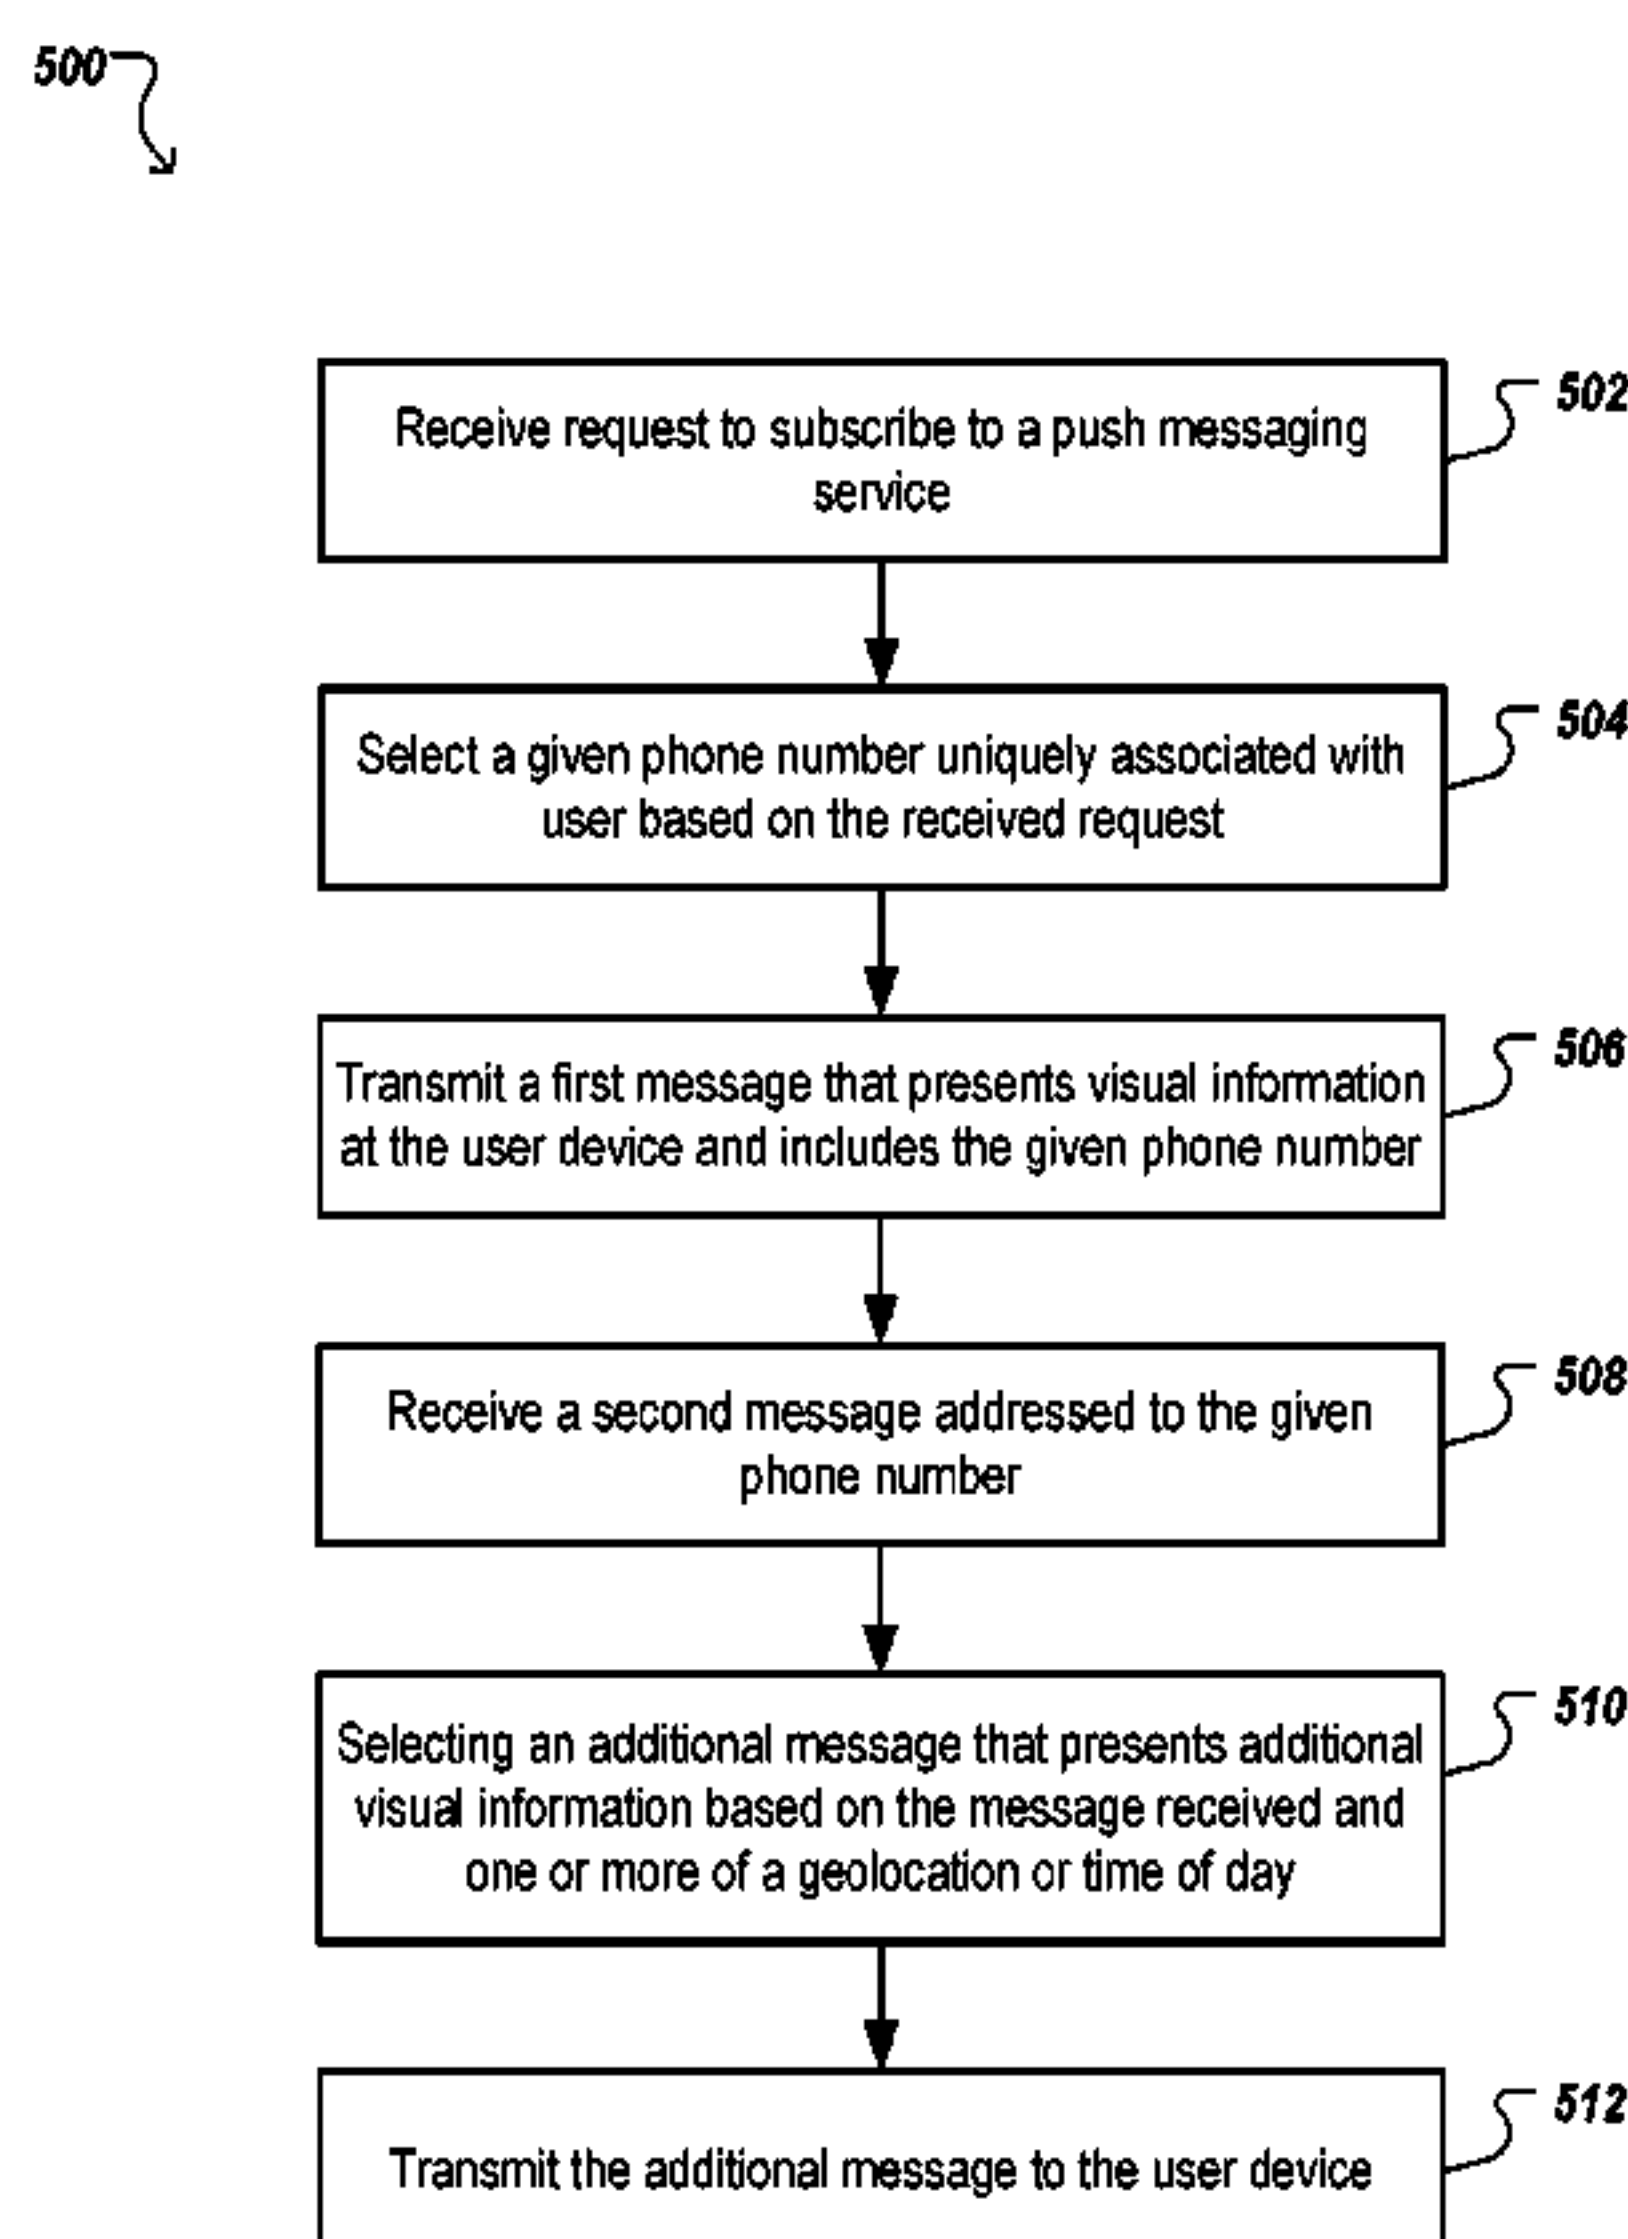 500
Receive request to subscribe to a push messaging
service
502
Select a given phone number uniquely associated with
user based on the received request
504
Transmit a first message that presents visual information
at the user device and includes the given phone number
506
Receive a second message addressed to the given
phone number
508
Selecting an additional message that presents additional
visual information based on the message received and
one or more of a geolocation or time of day
510
Transmit the additional message to the user device
512